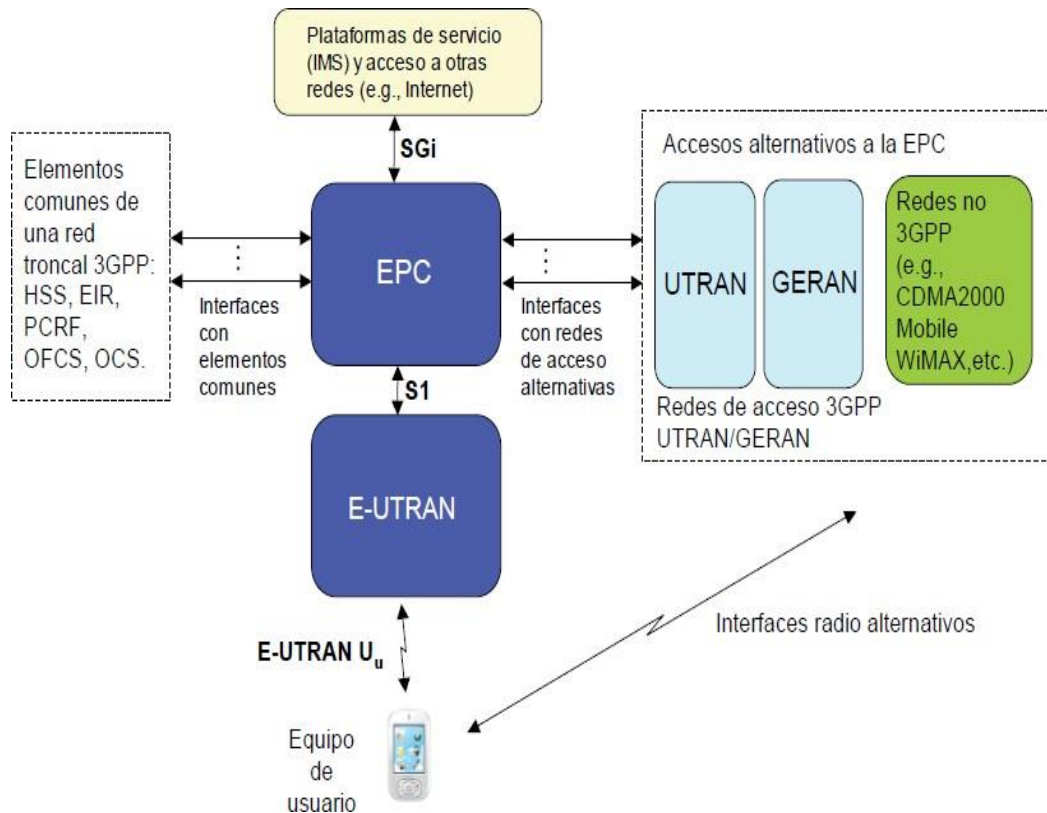 Plataformas de servicio
(IMS) y acceso a otras
redes (e.g., Internet)
SGi
Elementos
comunes de
una red
troncal 3GPP:
HSS, EIR,
PCRF,
OFCS, OCS.
Interfaces
con
elementos
comunes
EPC
Interfaces
con redes
de acceso
alternativas
Accesos alternativos a la EPC
UTRAN
GERAN
Redes no
3GPP
(e.g.,
CDMA2000
Mobile
WiMAX,etc.)
Redes de acceso 3GPP
UTRAN/GERAN
S1
E-UTRAN
E-UTRAN Uu
Interfaces radio alternativos
Equipo
de
usuario